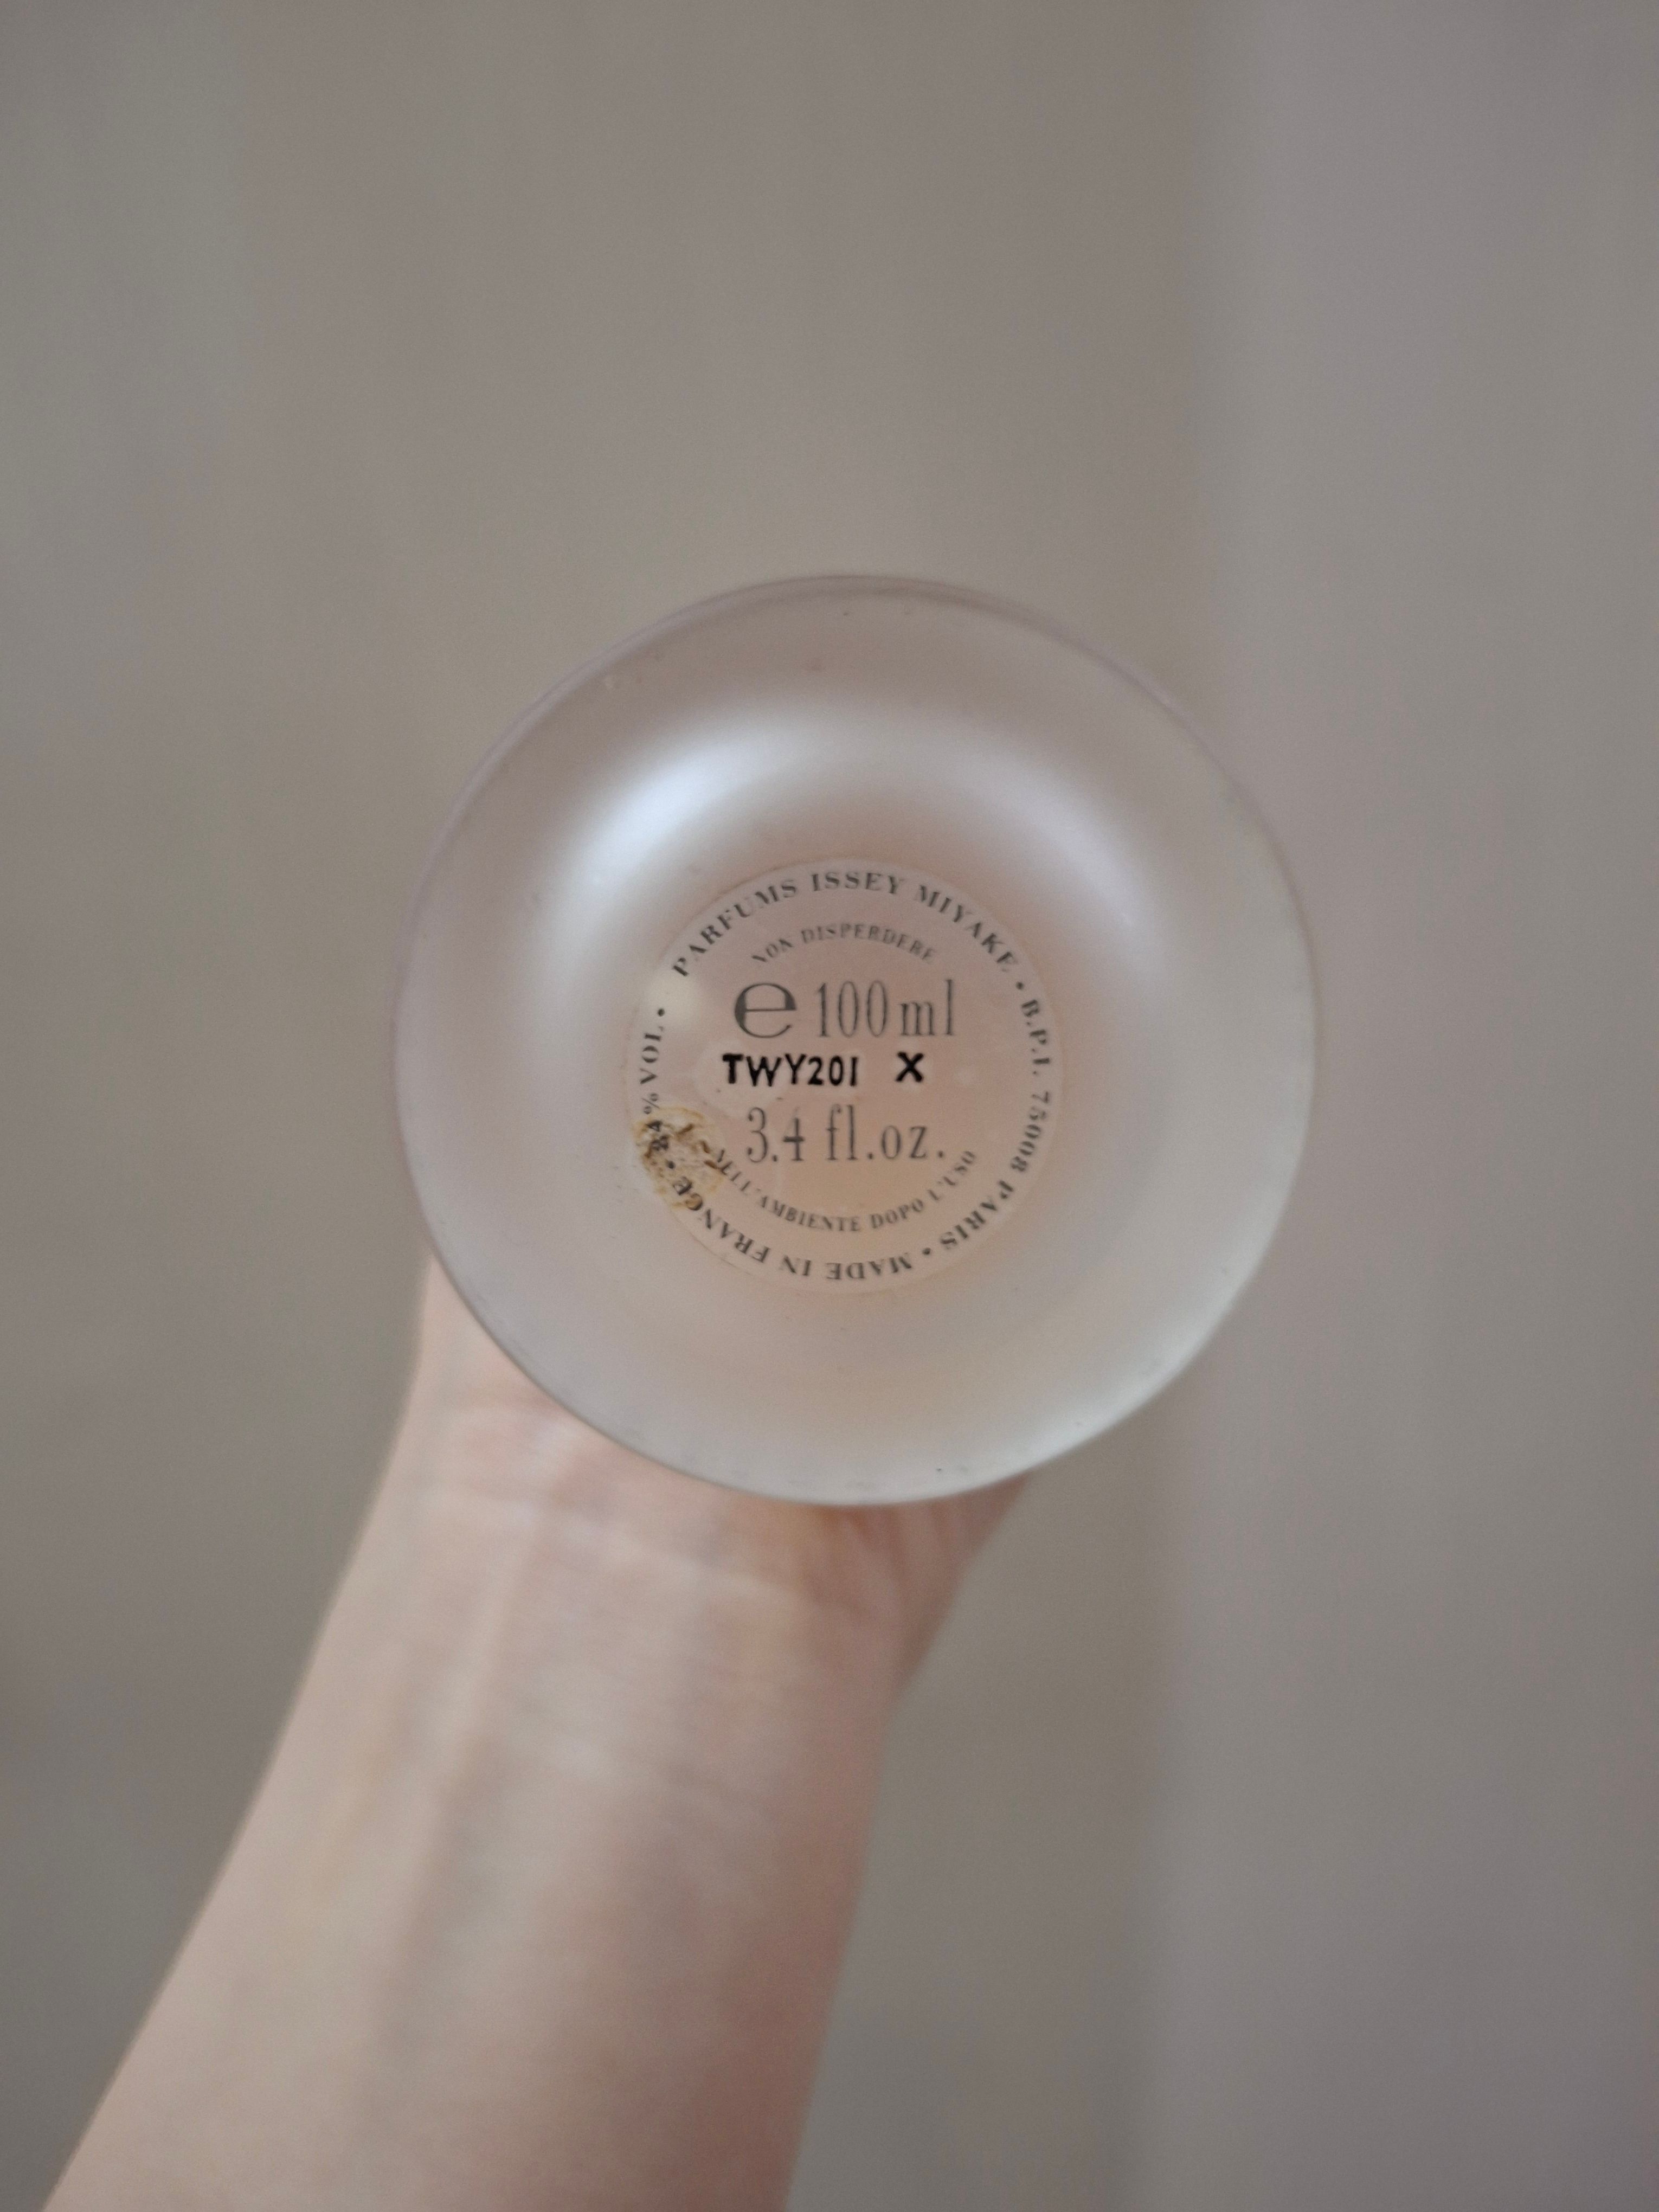 PARFUMS ISSEY MIYAKE • B.P.I. 75008 PARIS • MADE IN FRANCE • 84% VOL •
NON DISPERDERE
e 100 ml
TWY201 X
3.4 fl.oz.
NELL'AMBIENTE DOPO L'USO